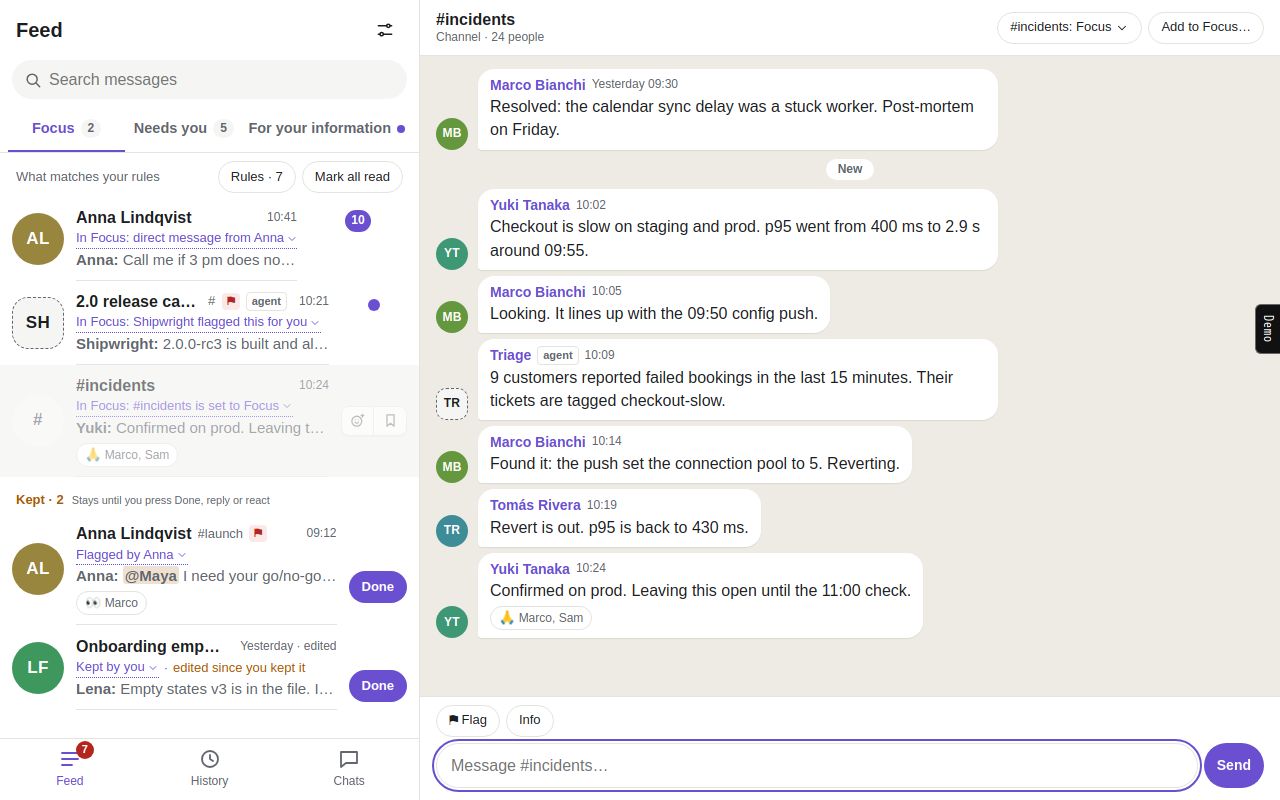 Feed
Search messages
Focus 2
Needs you 5
For your information
What matches your rules
Rules · 7
Mark all read
AL
Anna Lindqvist 10:41
10
In Focus: direct message from Anna
Anna: Call me if 3 pm does no…
SH
2.0 release ca… # agent 10:21
In Focus: Shipwright flagged this for you
Shipwright: 2.0.0-rc3 is built and al…
#
#incidents 10:24
In Focus: #incidents is set to Focus
Yuki: Confirmed on prod. Leaving t…
🙏 Marco, Sam
Kept · 2 Stays until you press Done, reply or react
AL
Anna Lindqvist #launch 09:12
Flagged by Anna
Anna: @Maya I need your go/no-go…
👀 Marco
Done
LF
Onboarding emp… Yesterday · edited
Kept by you · edited since you kept it
Lena: Empty states v3 is in the file. I…
Done
7
Feed
History
Chats
#incidents
Channel · 24 people
#incidents: Focus
Add to Focus…
Marco Bianchi Yesterday 09:30
Resolved: the calendar sync delay was a stuck worker. Post-mortem
on Friday.
MB
New
Yuki Tanaka 10:02
Checkout is slow on staging and prod. p95 went from 400 ms to 2.9 s
around 09:55.
YT
Marco Bianchi 10:05
Looking. It lines up with the 09:50 config push.
MB
Triage agent 10:09
9 customers reported failed bookings in the last 15 minutes. Their
tickets are tagged checkout-slow.
TR
Marco Bianchi 10:14
Found it: the push set the connection pool to 5. Reverting.
MB
Tomás Rivera 10:19
Revert is out. p95 is back to 430 ms.
TR
Yuki Tanaka 10:24
Confirmed on prod. Leaving this open until the 11:00 check.
🙏 Marco, Sam
YT
Demo
Flag
Info
Message #incidents…
Send